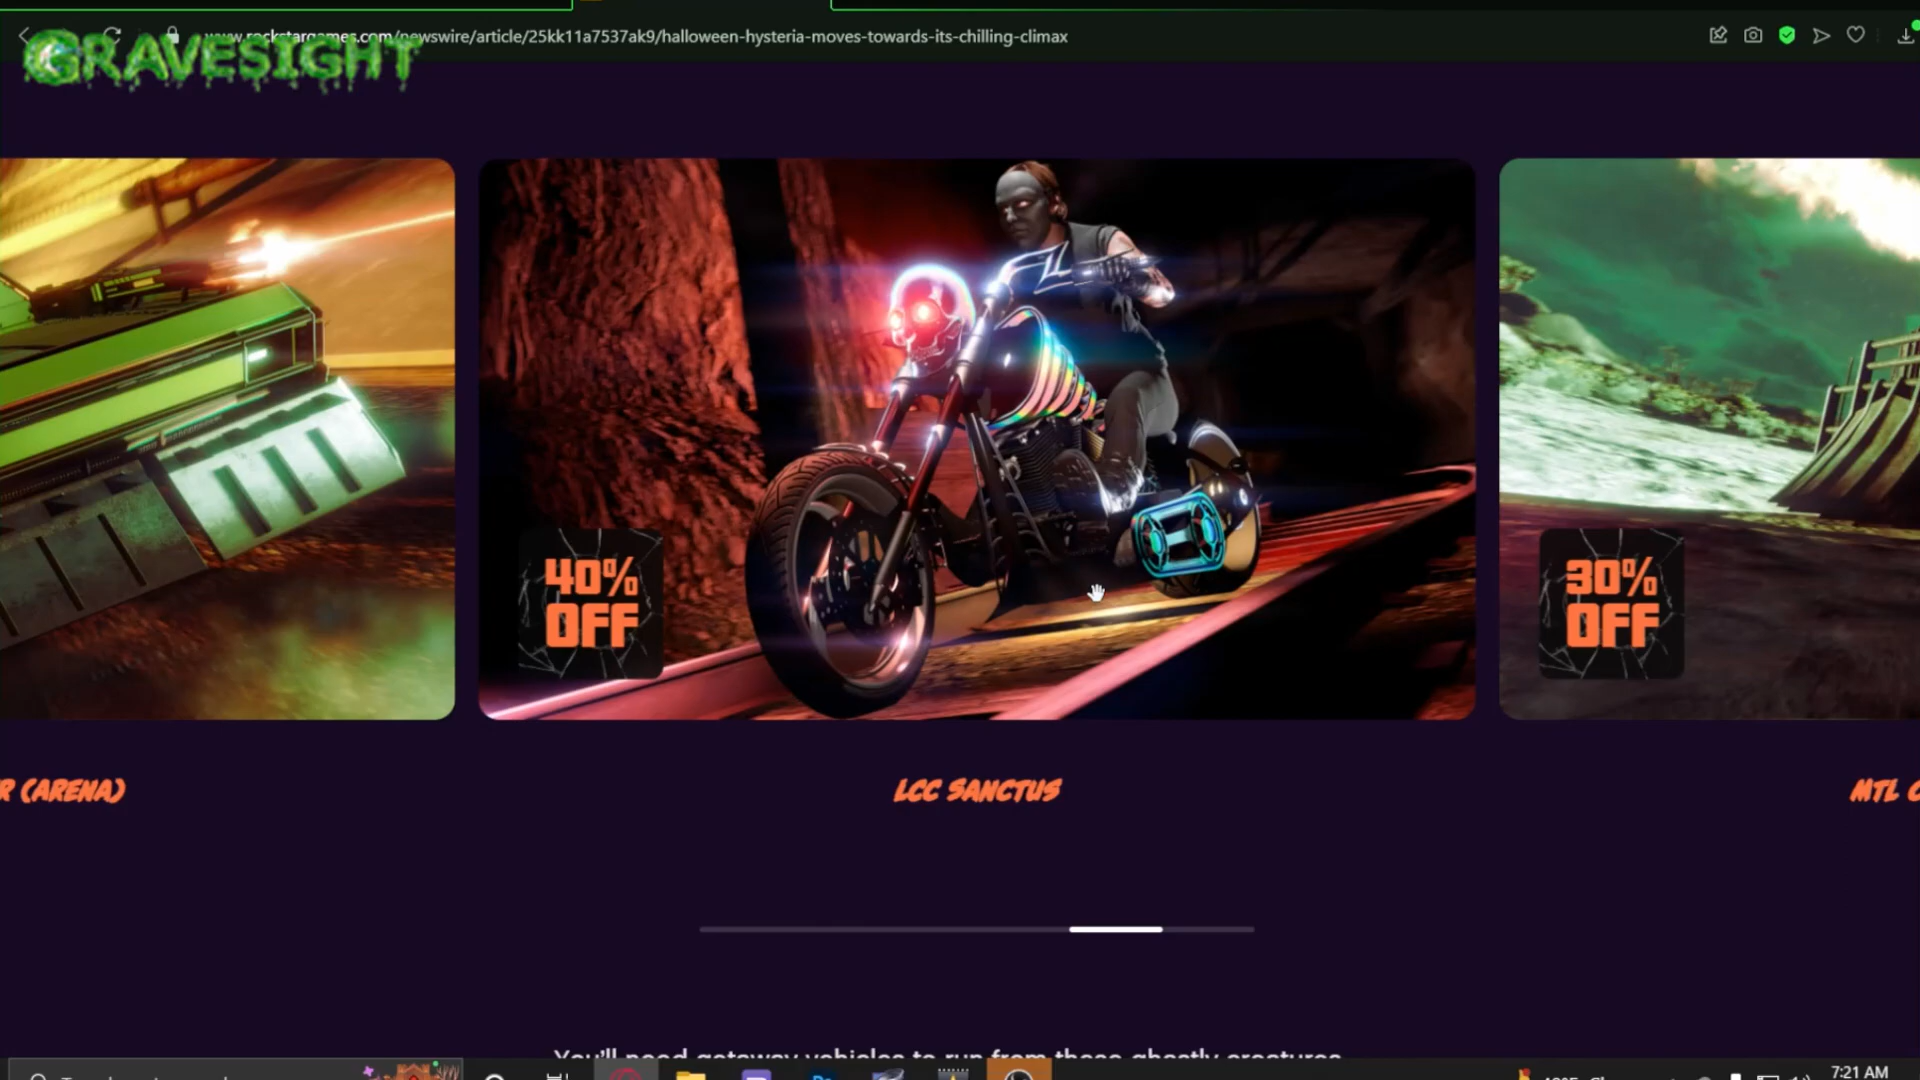 www.rockstargames.com/newswire/article/25kk11a7537ak9/halloween-hysteria-moves-towards-its-chilling-climax
GRAVESIGHT
40%
OFF
30%
OFF
R (ARENA)
LCC SANCTUS
MTL C
You'll need getaway vehicles to run from these ghostly creatures
7:21 AM